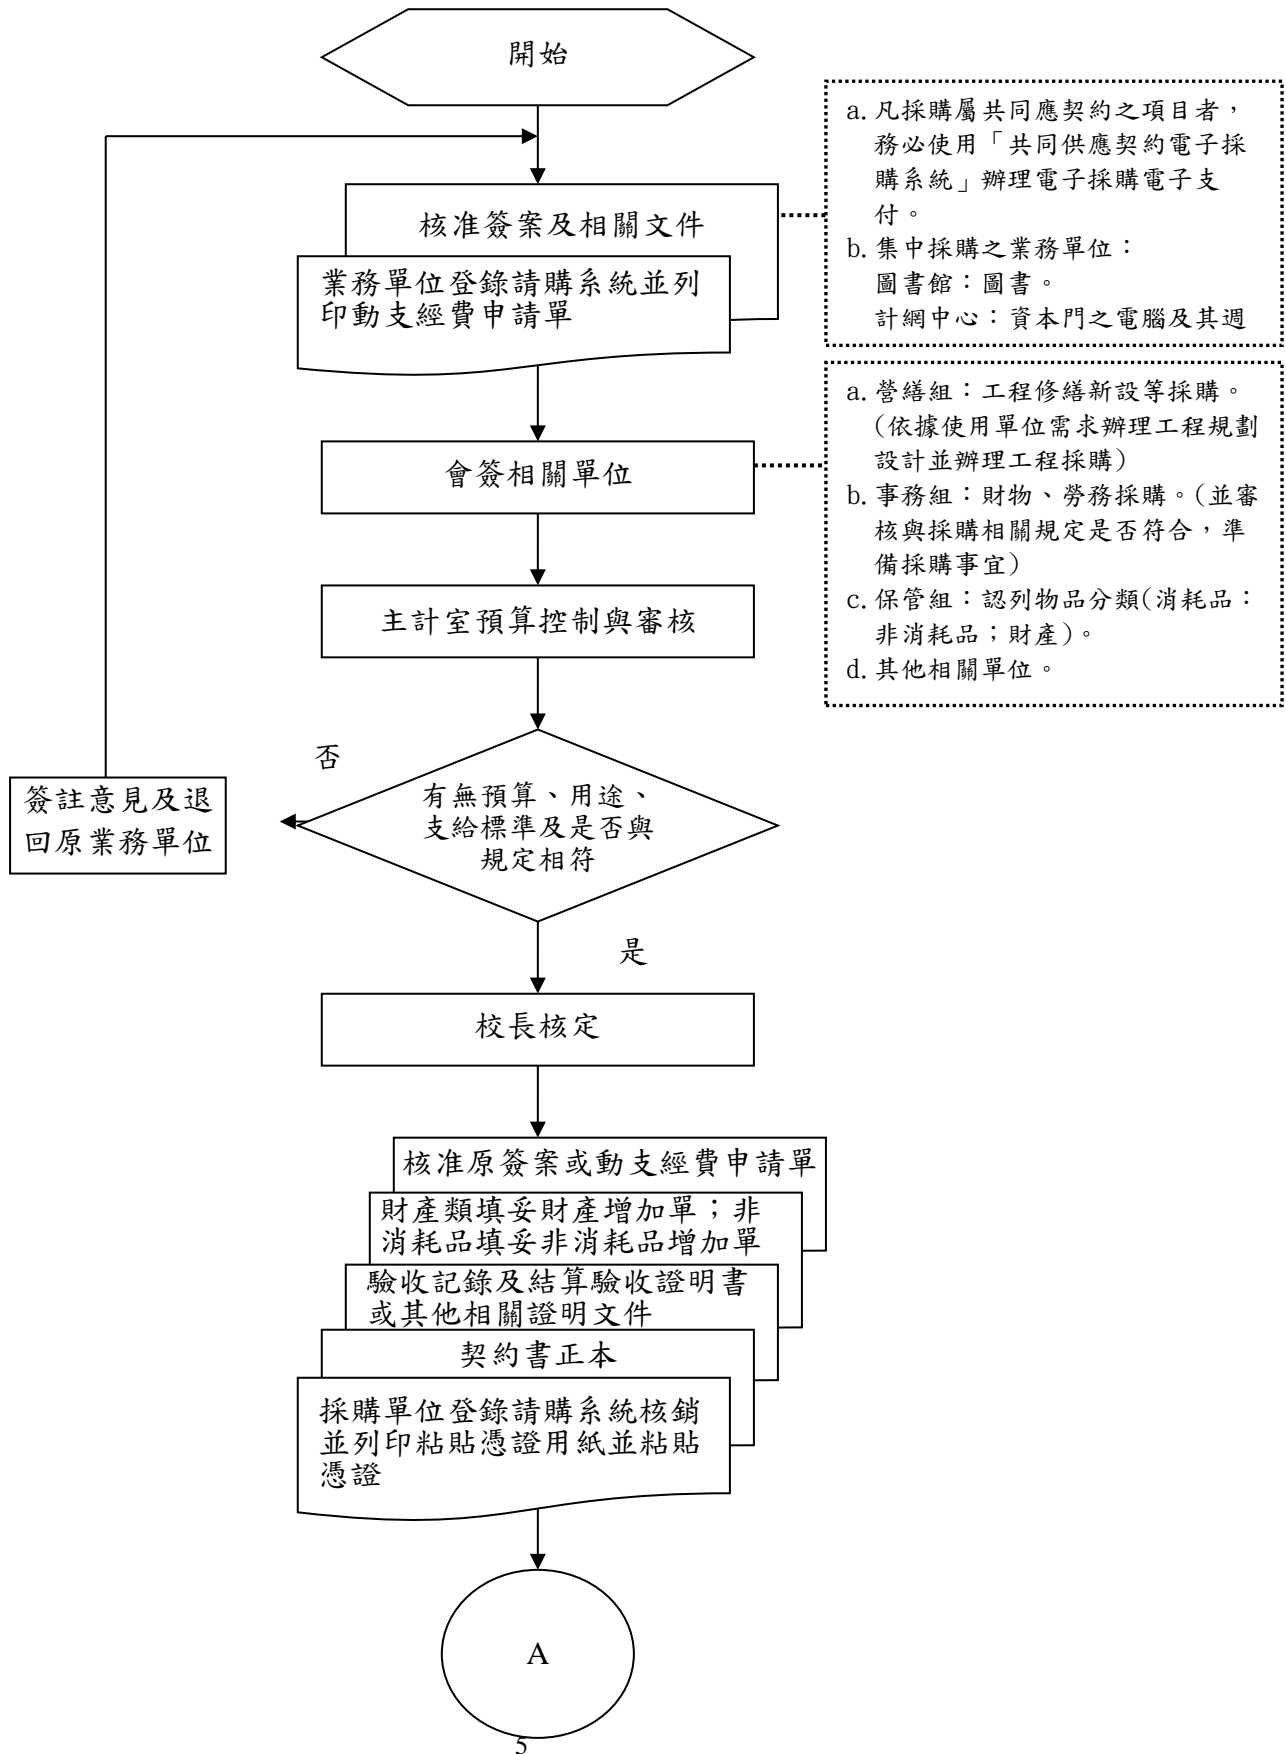 開始
a. 凡採購屬共同應契約之項目者，
務必使用「共同供應契約電子採
購系統」辦理電子採購電子支
付。
b. 集中採購之業務單位：
圖書館：圖書。
計網中心：資本門之電腦及其週
核准簽案及相關文件
業務單位登錄請購系統並列
印動支經費申請單
a. 營繕組：工程修繕新設等採購。
(依據使用單位需求辦理工程規劃
設計並辦理工程採購)
b. 事務組：財物、勞務採購。(並審
核與採購相關規定是否符合，準
備採購事宜)
c. 保管組：認列物品分類(消耗品：
非消耗品；財產)。
d. 其他相關單位。
會簽相關單位
主計室預算控制與審核
否
簽註意見及退
回原業務單位
有無預算、用途、
支給標準及是否與
規定相符
是
校長核定
核准原簽案或動支經費申請單
財產類填妥財產增加單；非
消耗品填妥非消耗品增加單
驗收記錄及結算驗收證明書
或其他相關證明文件
契約書正本
採購單位登錄請購系統核銷
並列印粘貼憑證用紙並粘貼
憑證
A
5